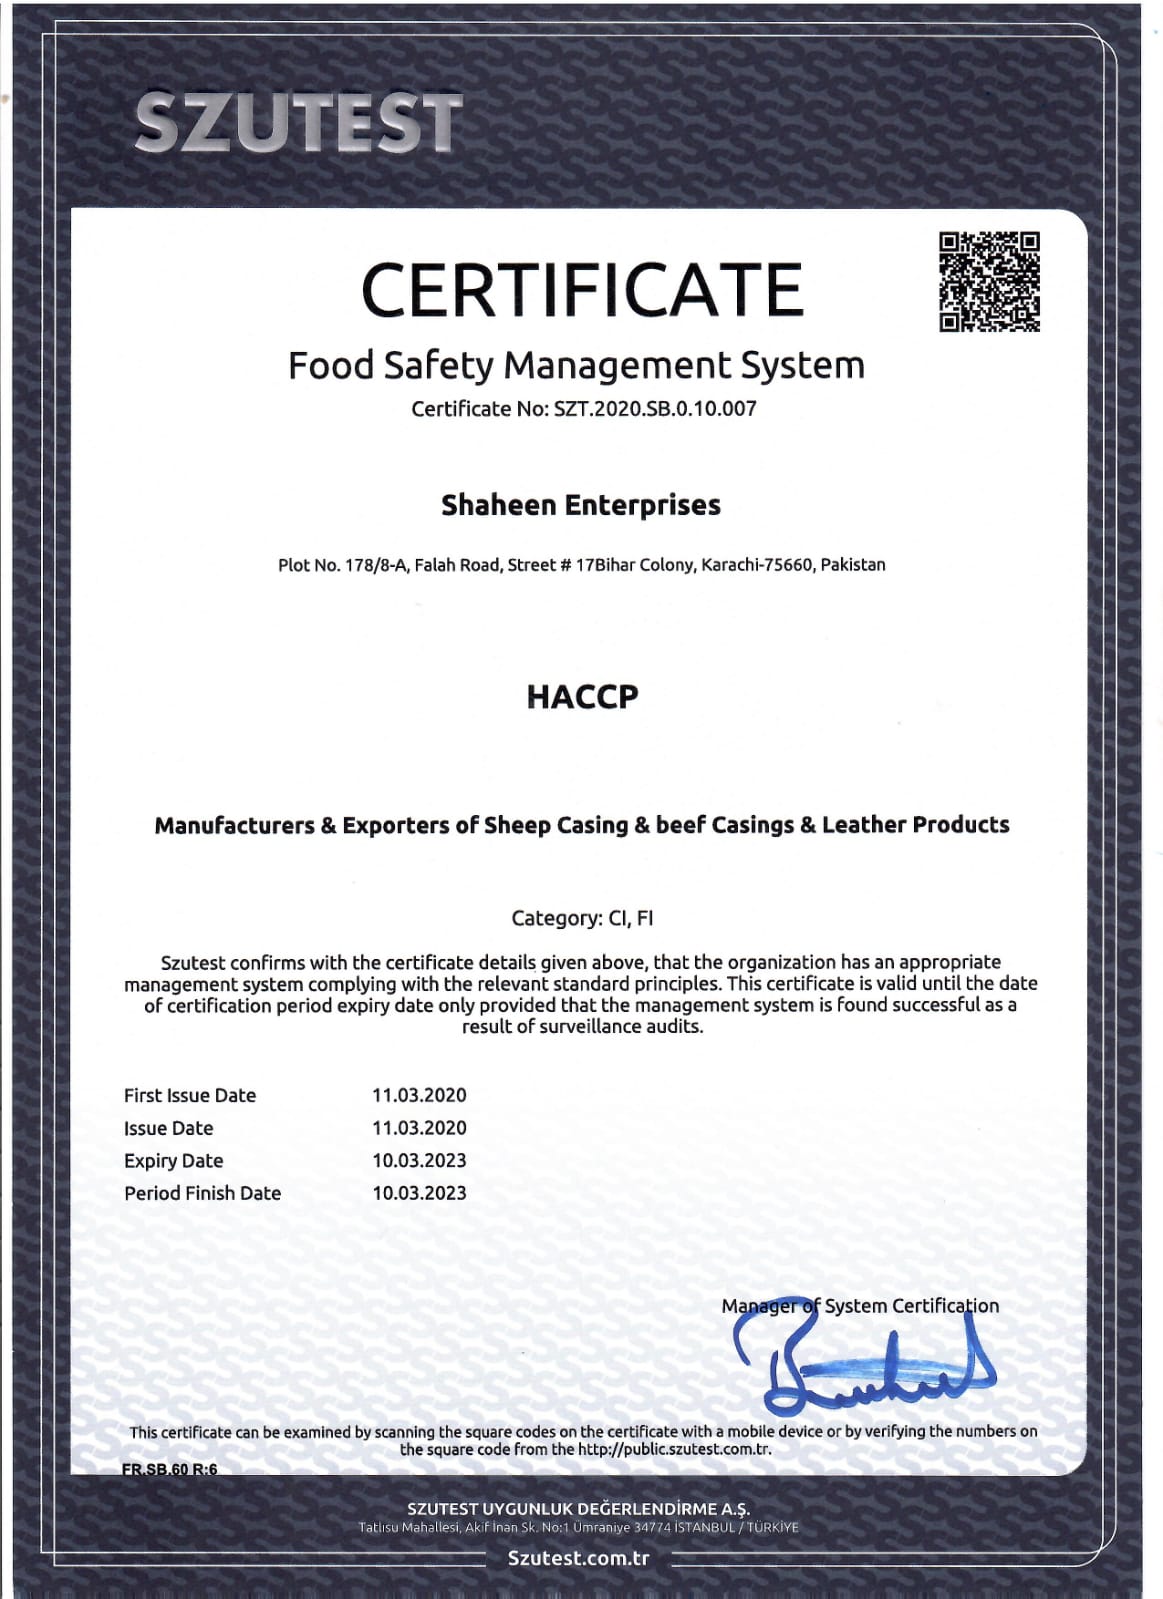 SZUTEST
CERTIFICATE
Food Safety Management System
Certificate No: SZT.2020.SB.0.10.007
Shaheen Enterprises
Plot No. 178/8-A, Falah Road, Street # 17Bihar Colony, Karachi-75660, Pakistan
HACCP
Manufacturers & Exporters of Sheep Casing & beef Casings & Leather Products
Category: CI, FI
Szutest confirms with the certificate details given above, that the organization has an appropriate
management system complying with the relevant standard principles. This certificate is valid until the date
of certification period expiry date only provided that the management system is found successful as a
result of surveillance audits.
First Issue Date 11.03.2020
Issue Date 11.03.2020
Expiry Date 10.03.2023
Period Finish Date 10.03.2023
Manager of System Certification
This certificate can be examined by scanning the square codes on the certificate with a mobile device or by verifying the numbers on
the square code from the http://public.szutest.com.tr.
FR.SB.60 R:6
SZUTEST UYGUNLUK DEĞERLENDİRME A.Ş.
Tatlısu Mahallesi, Akif İnan Sk. No:1 Ümraniye 34774 İSTANBUL / TÜRKİYE
Szutest.com.tr